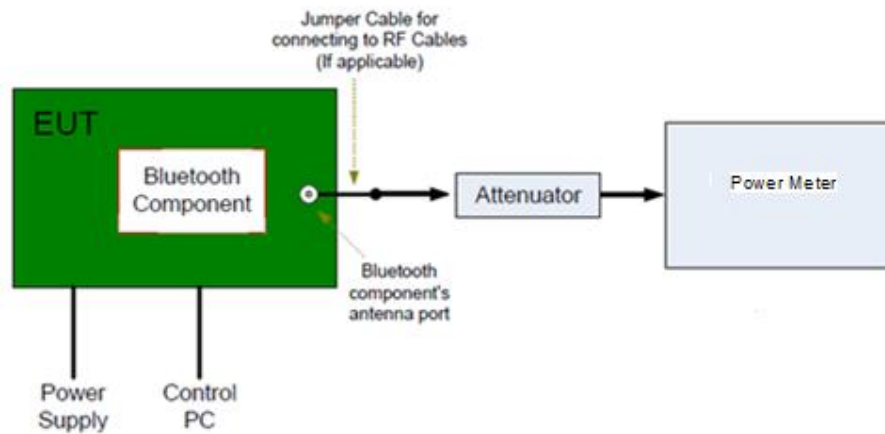 Jumper Cable for
connecting to RF Cables
(If applicable)
EUT
Bluetooth
Component
Attenuator
Power Meter
Bluetooth
component's
antenna port
Power
Supply
Control
PC